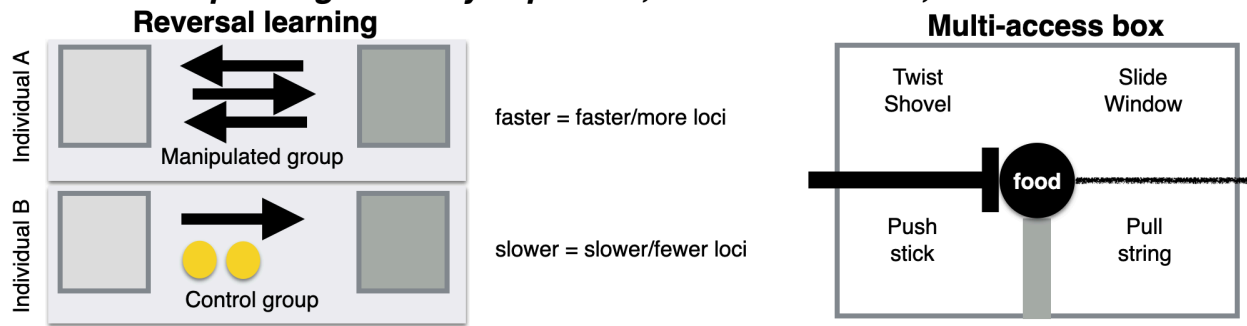 Reversal learning
Individual A
Manipulated group
faster = faster/more loci
Individual B
Control group
slower = slower/fewer loci
Multi-access box
Twist
Shovel
Slide
Window
food
Push
stick
Pull
string